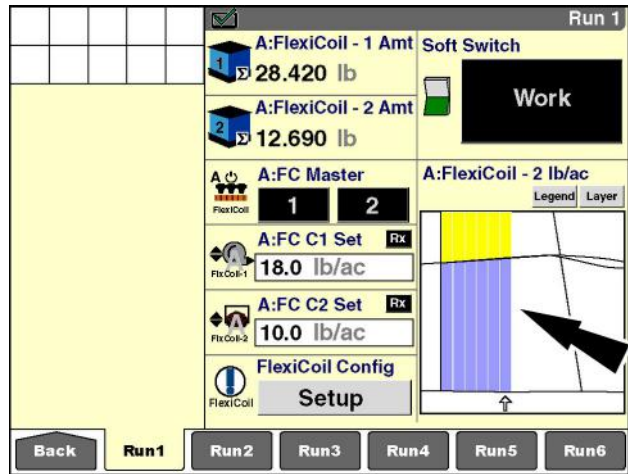 Run 1
A:FlexiCoil - 1 Amt
1
Σ
28.420 lb
A:FlexiCoil - 2 Amt
2
Σ
12.690 lb
Soft Switch
Work
A
FlexiCoil
A:FC Master
1 2
A:FC C1 Set Rx
A
FlxCoil-1
18.0 lb/ac
A:FC C2 Set Rx
A
FlxCoil-2
10.0 lb/ac
FlexiCoil Config
FlexiCoil
Setup
A:FlexiCoil - 2 lb/ac
Legend Layer
Back Run1 Run2 Run3 Run4 Run5 Run6